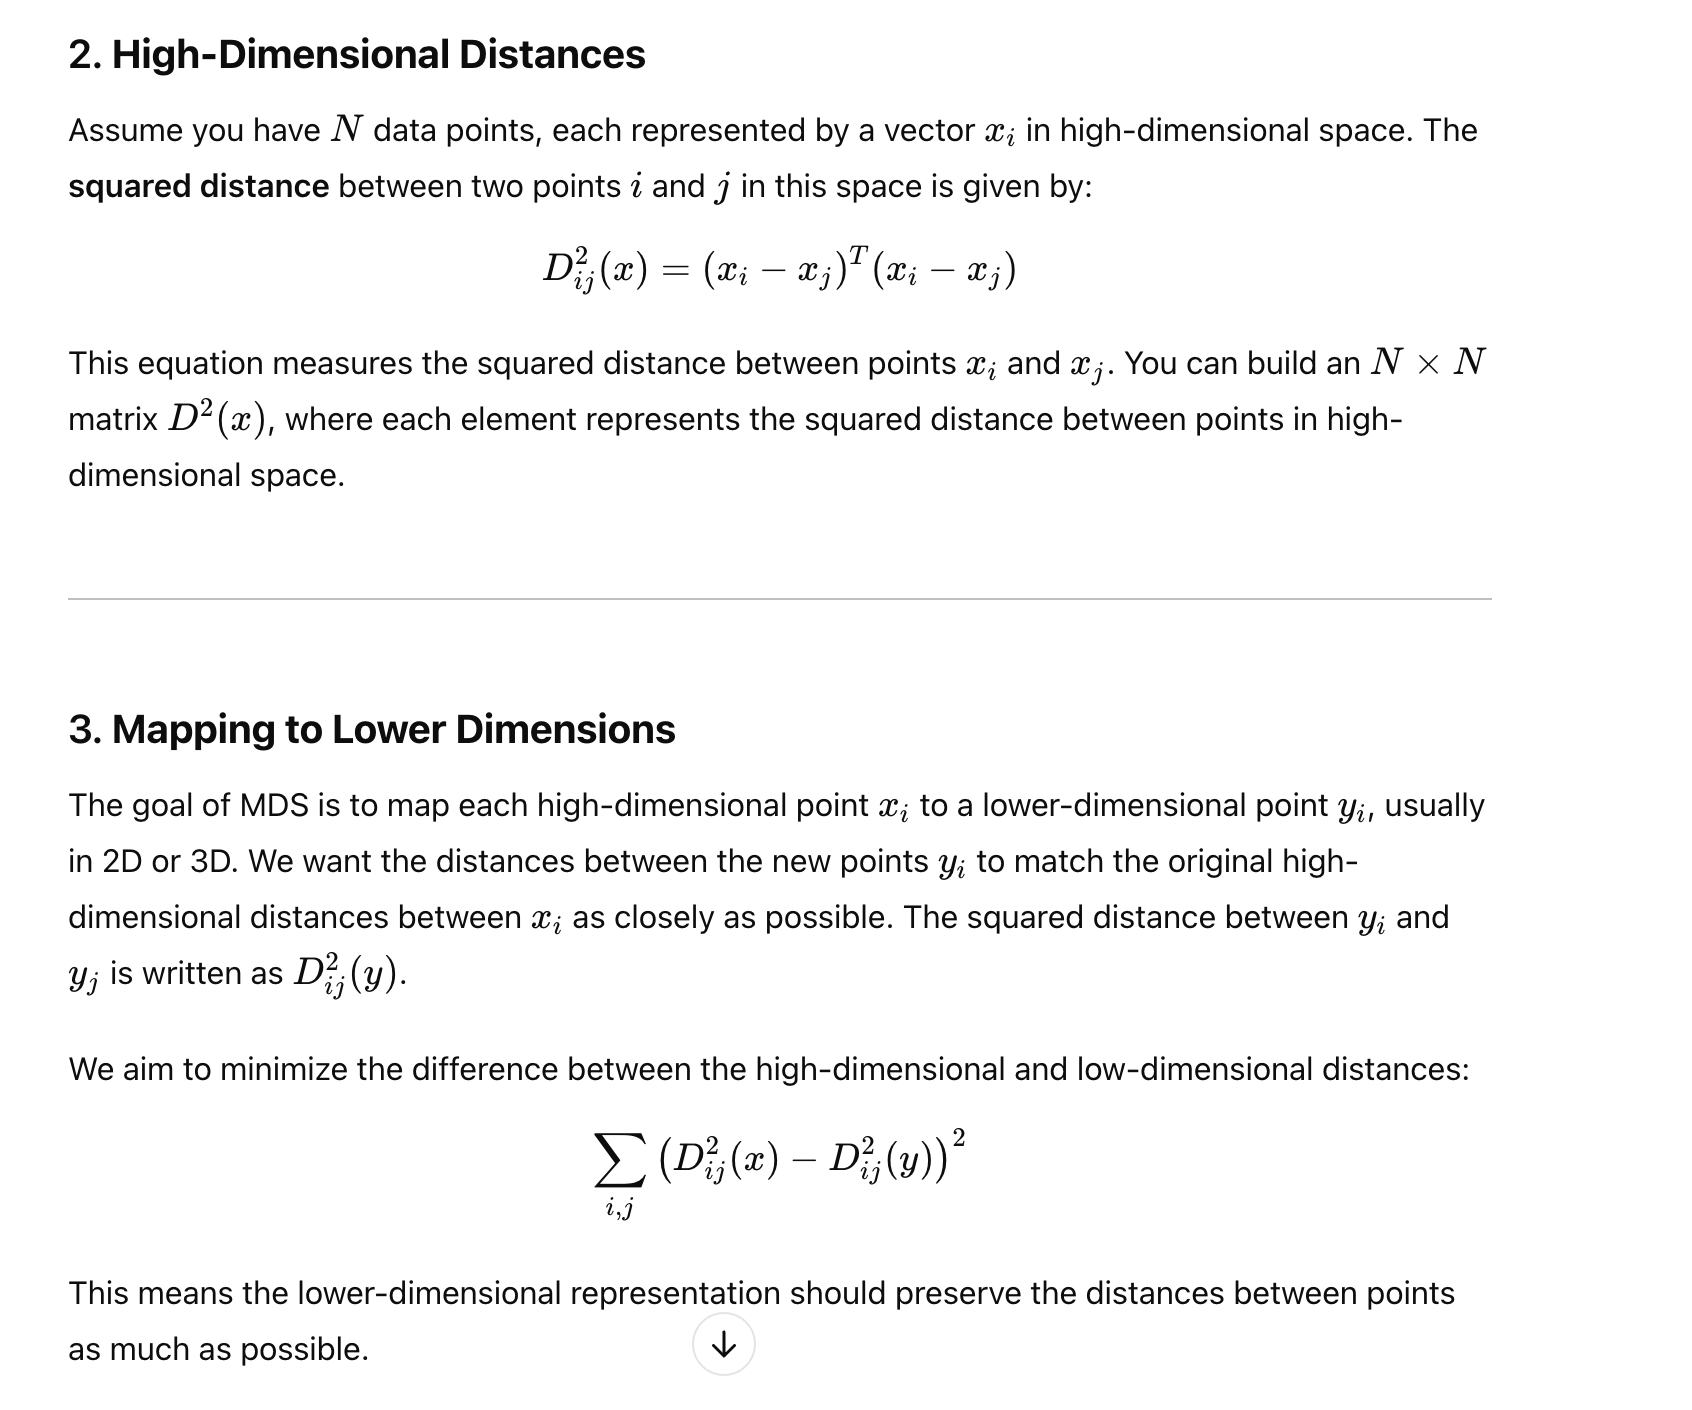 2. High-Dimensional Distances
Assume you have N data points, each represented by a vector x_i in high-dimensional space. The
squared distance between two points i and j in this space is given by:
D_{ij}^2(x) = (x_i − x_j)^T(x_i − x_j)
This equation measures the squared distance between points x_i and x_j. You can build an N × N
matrix D^2(x), where each element represents the squared distance between points in high-
dimensional space.
3. Mapping to Lower Dimensions
The goal of MDS is to map each high-dimensional point x_i to a lower-dimensional point y_i, usually
in 2D or 3D. We want the distances between the new points y_i to match the original high-
dimensional distances between x_i as closely as possible. The squared distance between y_i and
y_j is written as D_{ij}^2(y).
We aim to minimize the difference between the high-dimensional and low-dimensional distances:
∑_{i,j} (D_{ij}^2(x) − D_{ij}^2(y))^2
This means the lower-dimensional representation should preserve the distances between points
as much as possible.